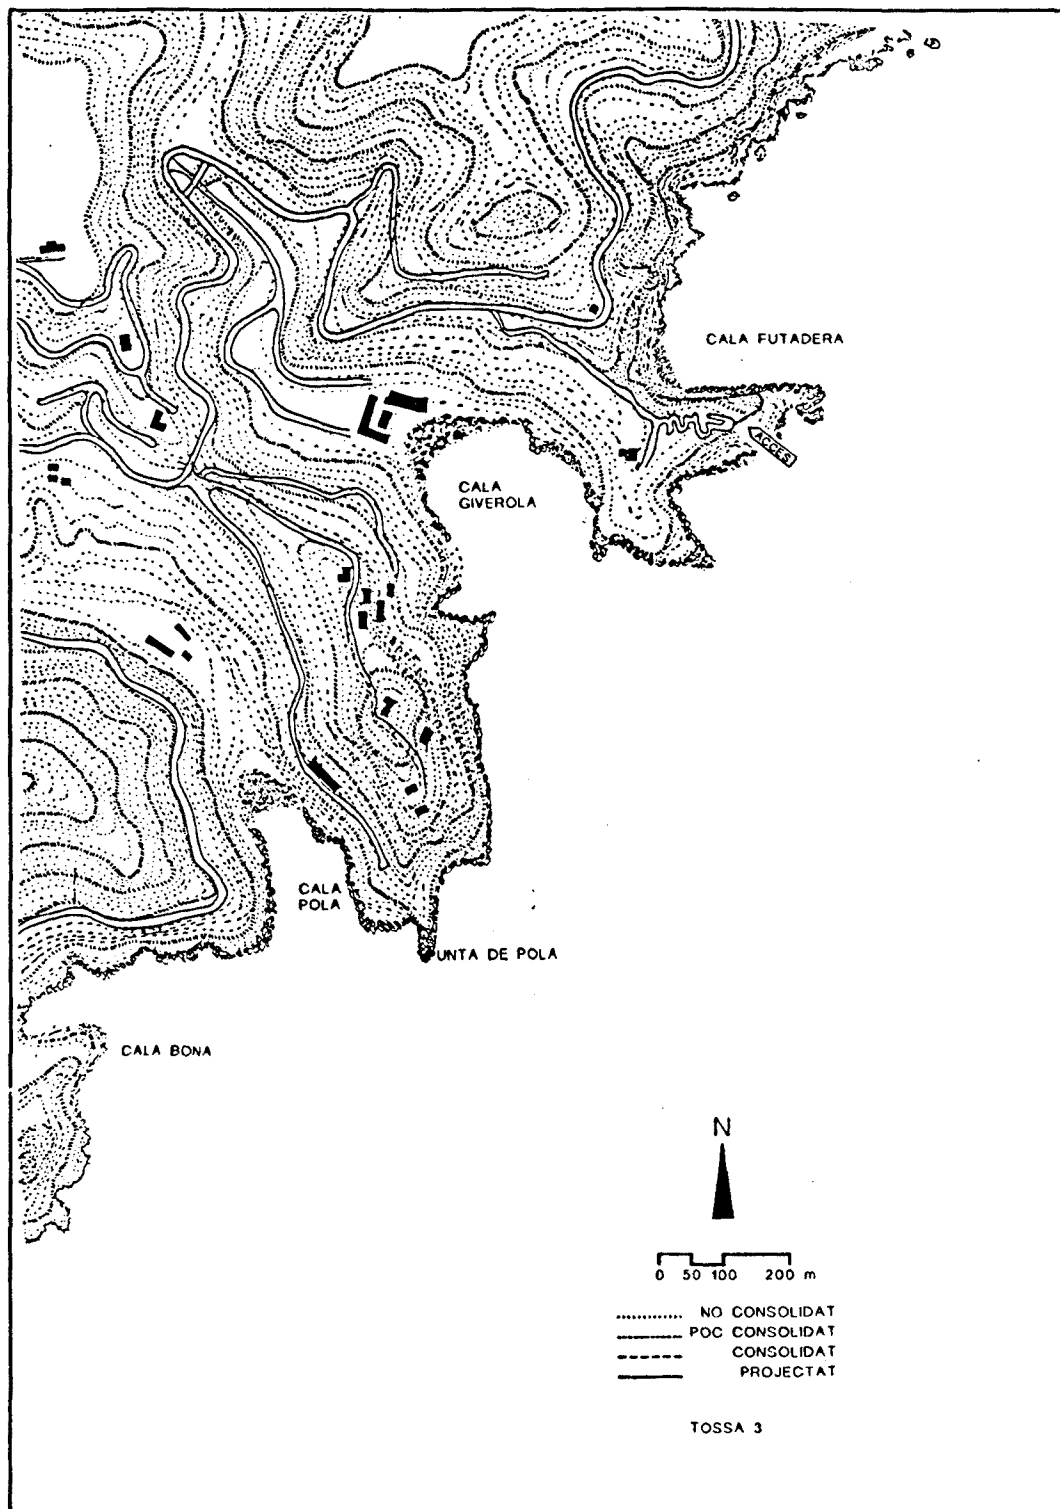 CALA FUTADERA
ACCES
CALA
GIVEROLA
CALA
POLA
PUNTA DE POLA
CALA BONA
N
0 50 100 200 m
NO CONSOLIDAT
POC CONSOLIDAT
CONSOLIDAT
PROJECTAT
TOSSA 3